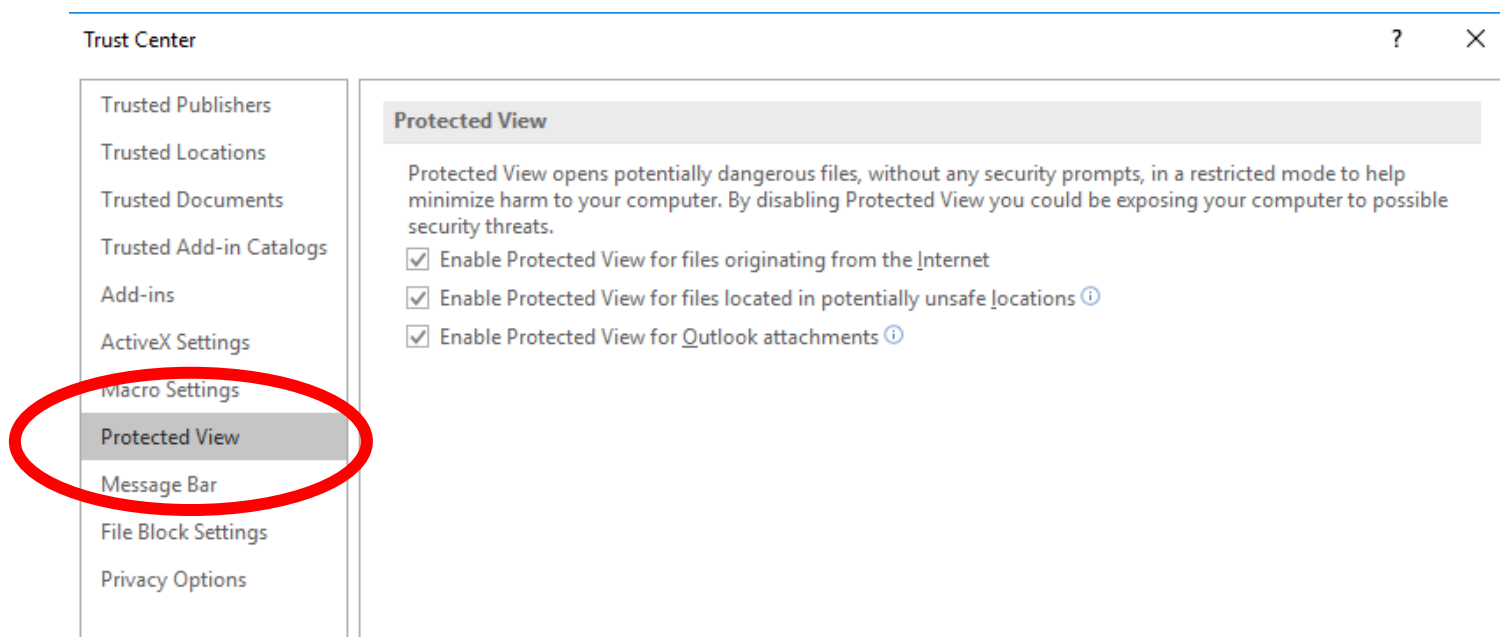 Trust Center
?
Trusted Publishers
Trusted Locations
Trusted Documents
Trusted Add-in Catalogs
Add-ins
ActiveX Settings
Macro Settings
Protected View
Message Bar
File Block Settings
Privacy Options
Protected View
Protected View opens potentially dangerous files, without any security prompts, in a restricted mode to help
minimize harm to your computer. By disabling Protected View you could be exposing your computer to possible
security threats.
Enable Protected View for files originating from the Internet
Enable Protected View for files located in potentially unsafe locations
Enable Protected View for Outlook attachments